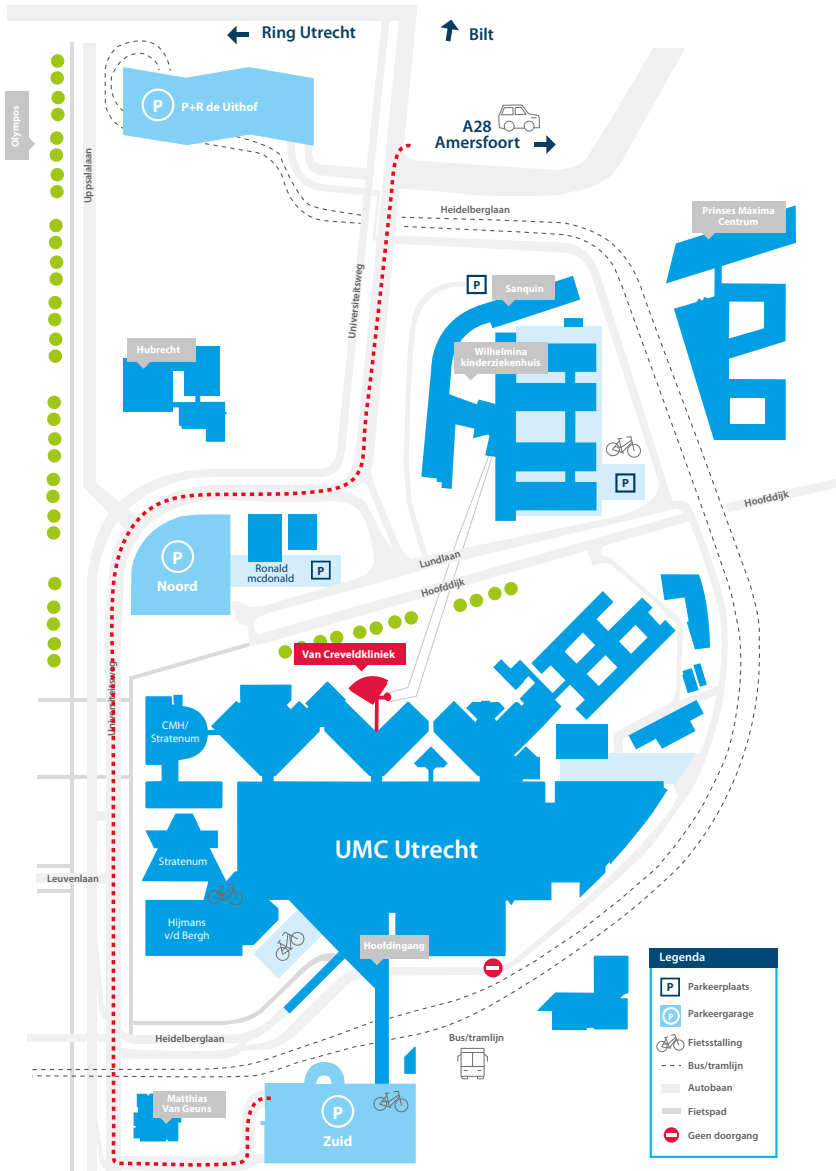 Ring Utrecht
Bilt
P
P+R de Uithof
A28
Amersfoort
Olympos
Uppsalalaan
Heidelberglaan
Prinses Máxima
Centrum
Universiteitsweg
P
Sanquin
Hubrecht
Wilhelmina
kinderziekenhuis
P
Hoofddijk
P
Noord
Ronald
mcdonald
P
Lundlaan
Hoofddijk
Van Creveldkliniek
Universiteitsweg
CMH/
Stratenum
UMC Utrecht
Stratenum
Leuvenlaan
Hijmans
v/d Bergh
Hoofdingang
Heidelberglaan
Bus/tramlijn
Matthias
Van Geuns
P
Zuid
Legenda
P Parkeerplaats
P Parkeergarage
Fietsstalling
Bus/tramlijn
Autobaan
Fietspad
Geen doorgang